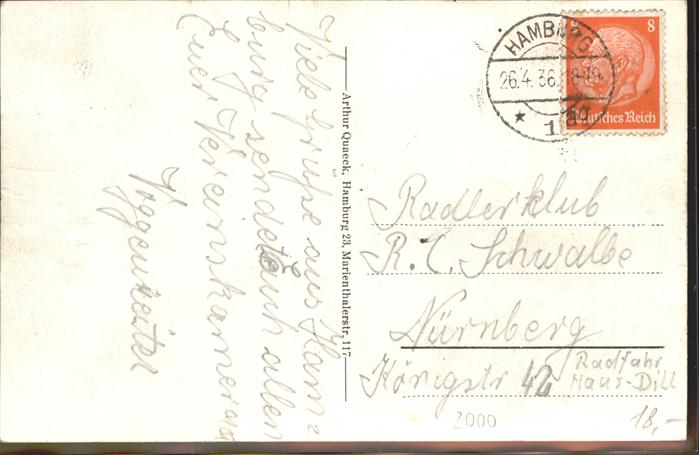 Viele Grüße aus Ham=
burg sendet Euch allen
Euer Vereinskamerad
Arthur Quaeck, Hamburg 23, Marienthalerstr. 117
HAMBURG
26.4.36. 18-19
* 1
8
Deutsches Reich
Radlerklub
R. C. Schwalbe
Nürnberg
Königstr 42
Radfahr
Haus-Dill
2000
18,-